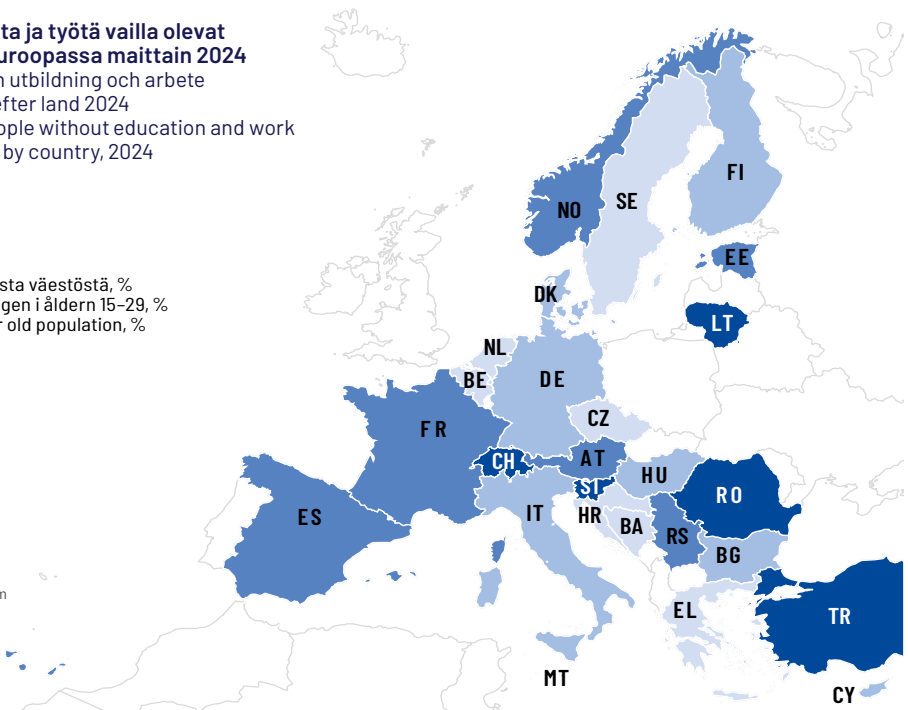 ta ja työtä vailla olevat
uroopassa maittain 2024
utbildning och arbete
efter land 2024
ople without education and work
by country, 2024
sta väestöstä, %
gen i åldern 15–29, %
r old population, %
NO
SE
FI
EE
DK
LT
NL
BE
DE
CZ
FR
CH
AT
HU
SI
RO
ES
IT
HR
BA
RS
BG
EL
TR
MT
CY